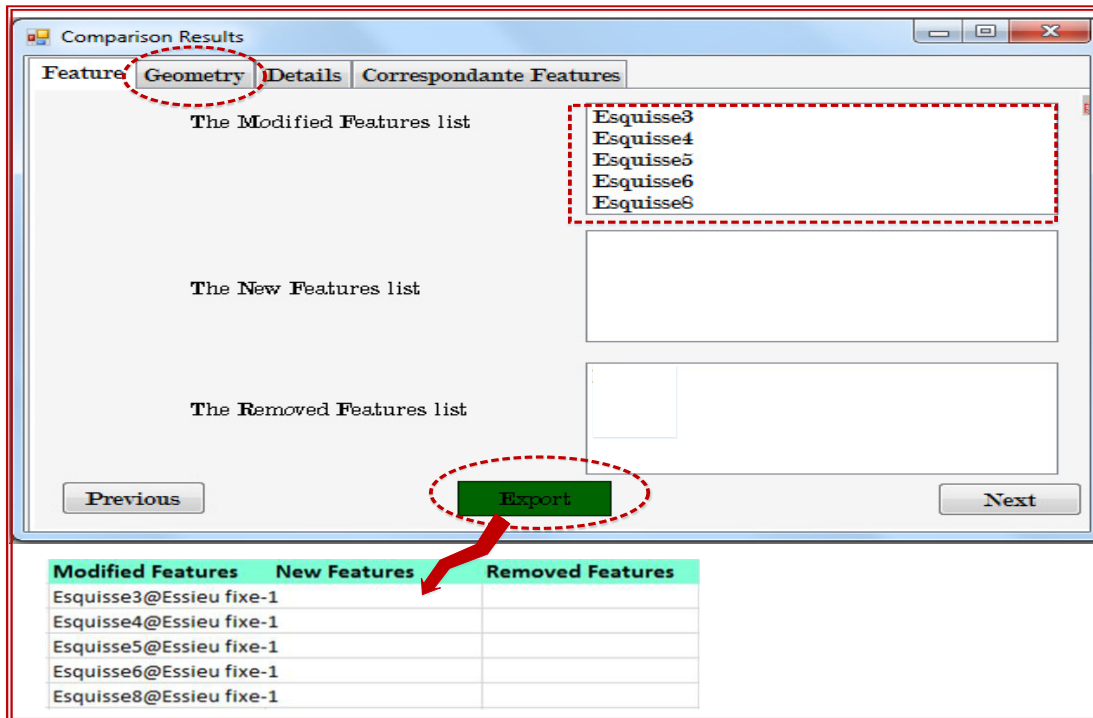 Comparison Results
Feature Geometry Details Correspondante Features
The Modified Features list
Esquisse3
Esquisse4
Esquisse5
Esquisse6
Esquisse8
The New Features list
The Removed Features list
Previous Export Next
Modified Features New Features Removed Features
Esquisse3@Essieu fixe-1
Esquisse4@Essieu fixe-1
Esquisse5@Essieu fixe-1
Esquisse6@Essieu fixe-1
Esquisse8@Essieu fixe-1